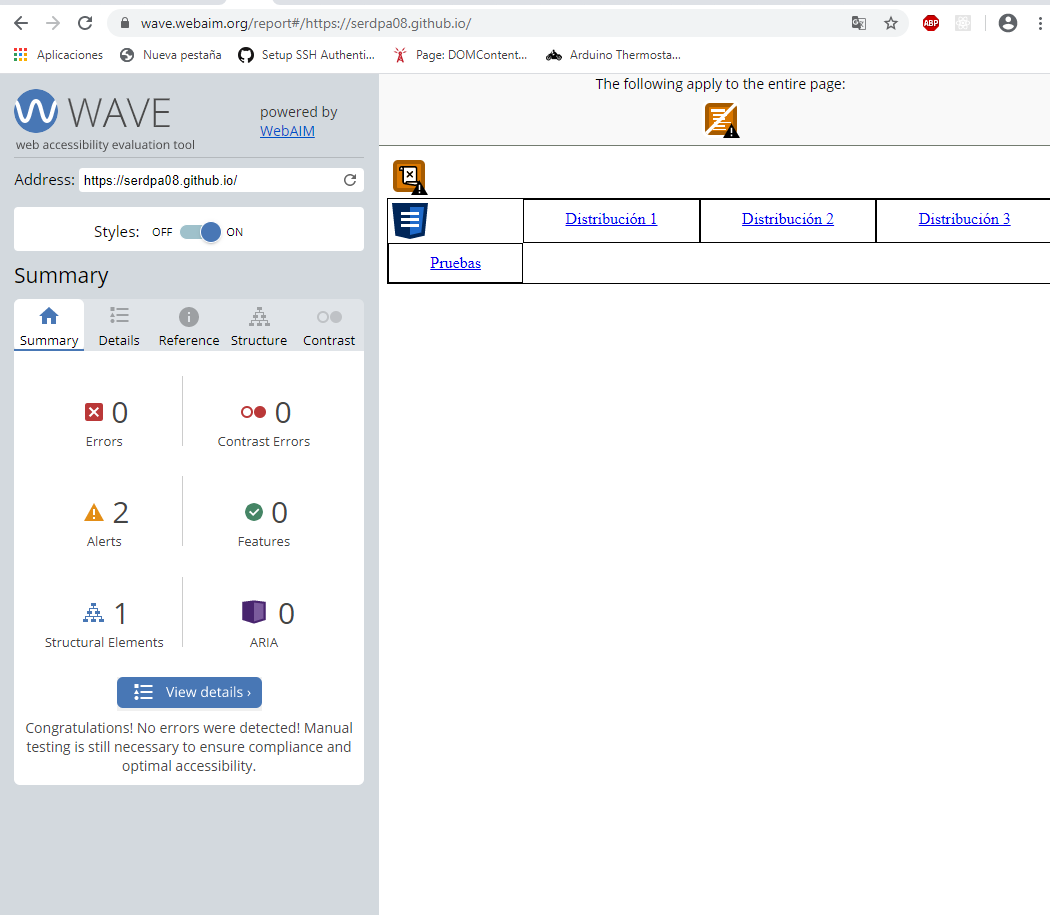 wave.webaim.org/report#/https://serdpa08.github.io/
ABP
Aplicaciones Nueva pestaña Setup SSH Authenti... Page: DOMContent... Arduino Thermosta...
WAVE
web accessibility evaluation tool
powered by
WebAIM
Address: https://serdpa08.github.io/
Styles: OFF ON
Summary
Summary Details Reference Structure Contrast
0
Errors
0
Contrast Errors
2
Alerts
0
Features
1
Structural Elements
0
ARIA
View details ›
Congratulations! No errors were detected! Manual
testing is still necessary to ensure compliance and
optimal accessibility.
The following apply to the entire page:
Distribución 1 Distribución 2 Distribución 3
Pruebas